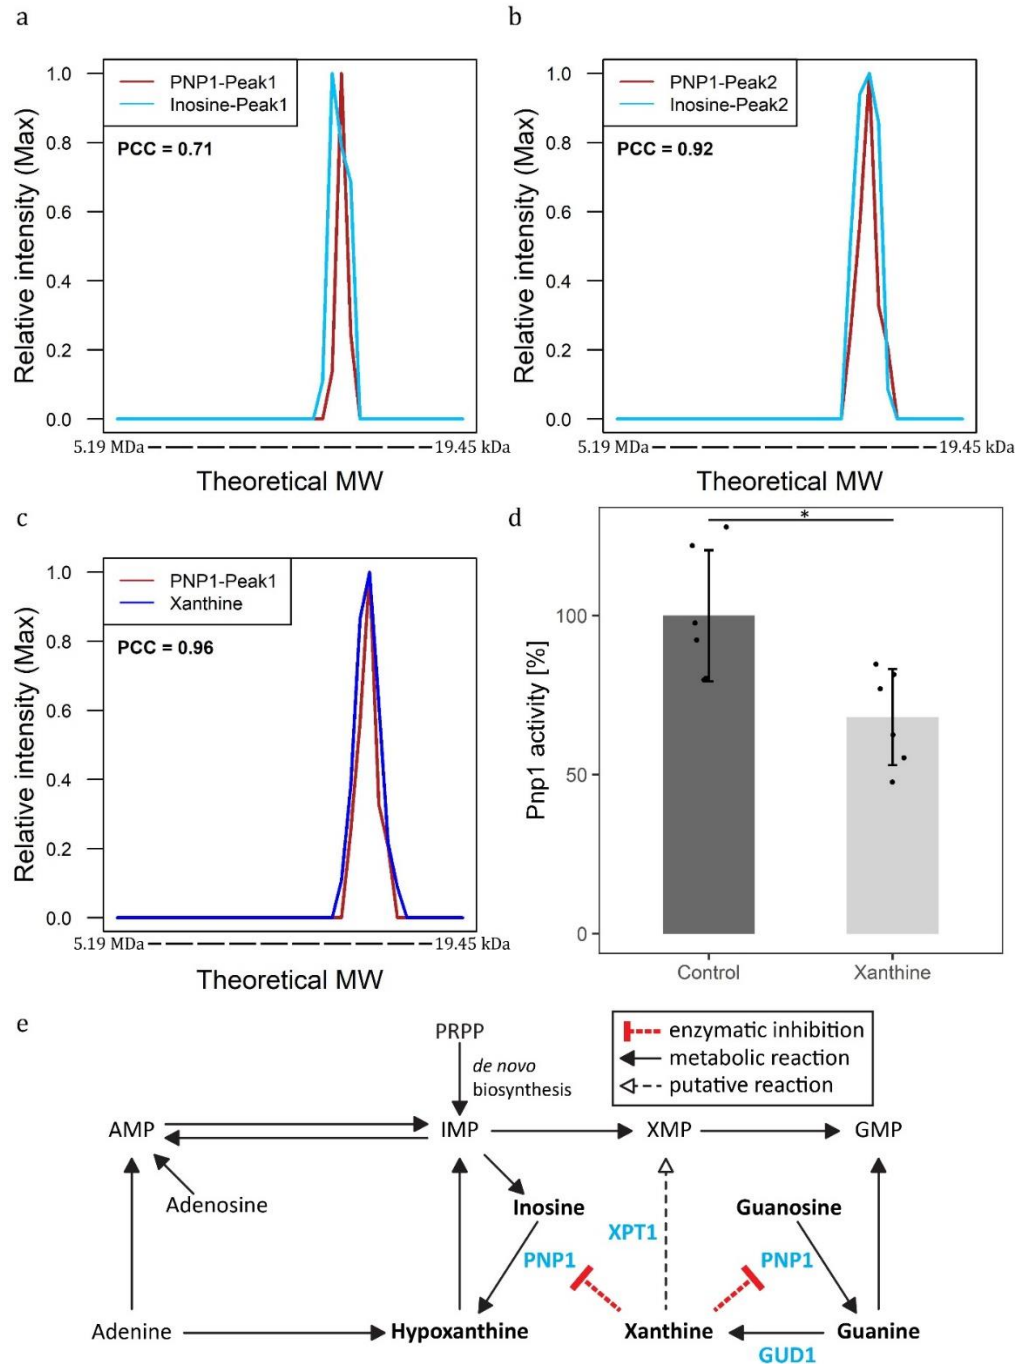 a
PNP1-Peak1
Inosine-Peak1
PCC = 0.71
Relative intensity (Max)
1.0
0.8
0.6
0.4
0.2
0.0
5.19 MDa
19.45 kDa
Theoretical MW
b
PNP1-Peak2
Inosine-Peak2
PCC = 0.92
Relative intensity (Max)
1.0
0.8
0.6
0.4
0.2
0.0
5.19 MDa
19.45 kDa
Theoretical MW
c
PNP1-Peak1
Xanthine
PCC = 0.96
Relative intensity (Max)
1.0
0.8
0.6
0.4
0.2
0.0
5.19 MDa
19.45 kDa
Theoretical MW
d
*
Pnp1 activity [%]
100
50
0
Control
Xanthine
e
enzymatic inhibition
metabolic reaction
putative reaction
PRPP
de novo
biosynthesis
AMP
IMP
XMP
GMP
Adenosine
Inosine
Guanosine
XPT1
PNP1
PNP1
Adenine
Hypoxanthine
Xanthine
Guanine
GUD1